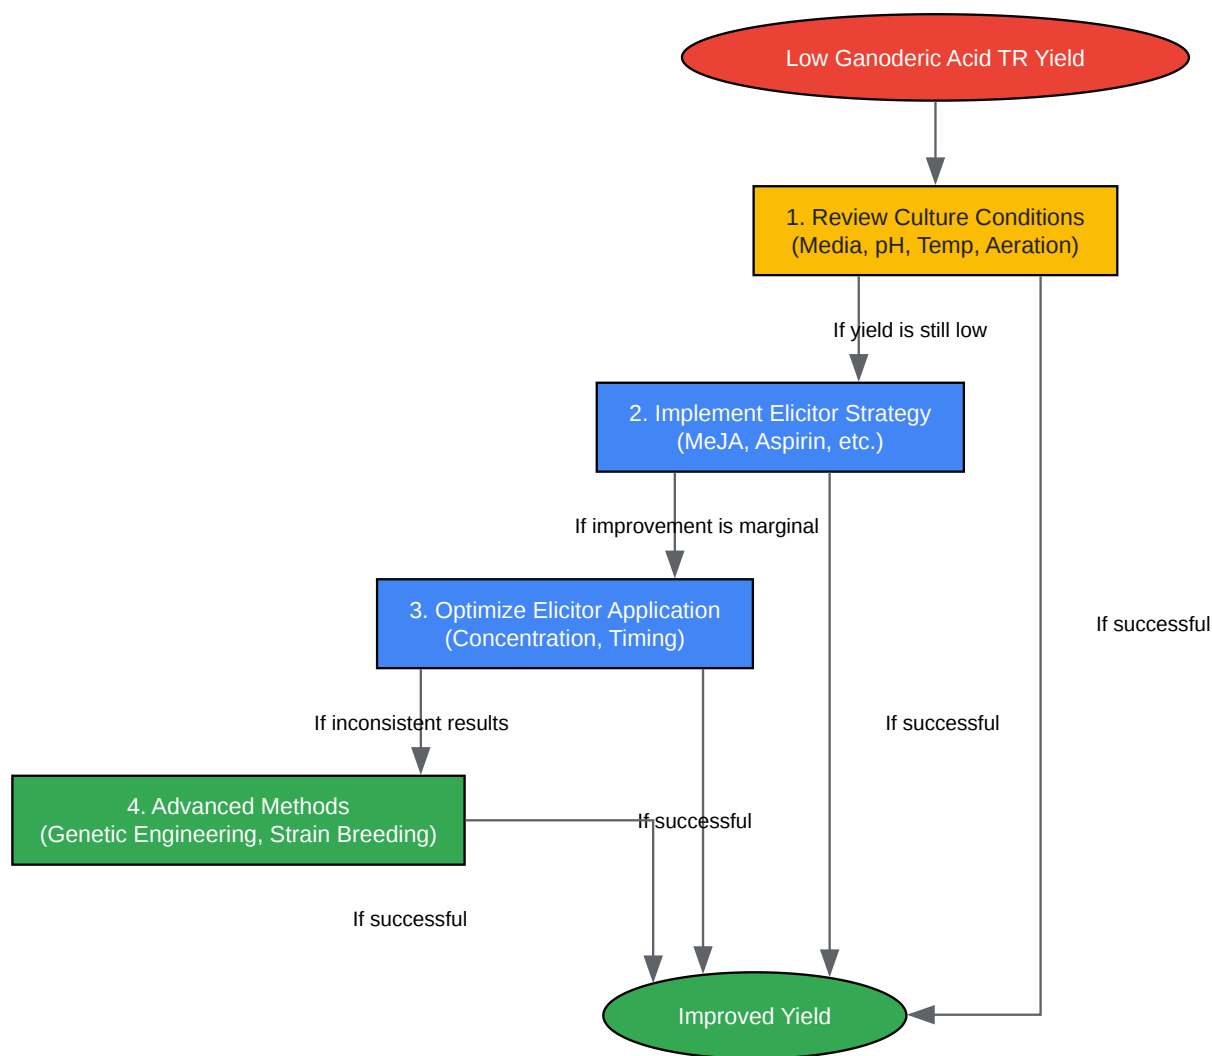 Low Ganoderic Acid TR Yield
1. Review Culture Conditions
(Media, pH, Temp, Aeration)
If yield is still low
2. Implement Elicitor Strategy
(MeJA, Aspirin, etc.)
If improvement is marginal
3. Optimize Elicitor Application
(Concentration, Timing)
If successful
If inconsistent results
If successful
4. Advanced Methods
(Genetic Engineering, Strain Breeding)
If successful
If successful
Improved Yield